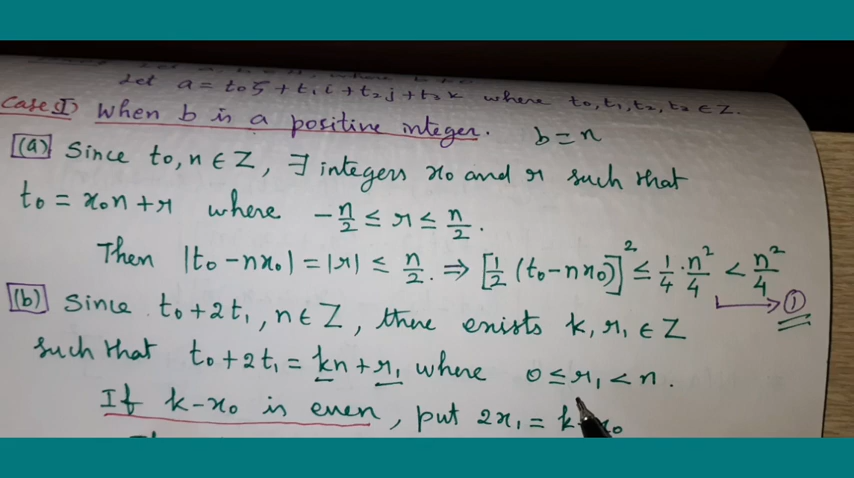 Let a = t₀ζ + t₁i + t₂j + t₃k where t₀, t₁, t₂, t₃ ∈ Z.
Case(I) When b is a positive integer. b = n
(a) Since t₀, n ∈ Z, ∃ integers x₀ and r such that
t₀ = x₀n + r where -n/2 ≤ r ≤ n/2.
Then |t₀ - nx₀| = |r| ≤ n/2. ⇒ [1/2 (t₀ - nx₀)]² ≤ 1/4 · n²/4 < n²/4
→ ①
(b) Since t₀ + 2t₁, n ∈ Z, there exists k, r₁ ∈ Z
such that t₀ + 2t₁ = kn + r₁ where 0 ≤ r₁ < n.
If k - x₀ is even, put 2x₁ = k - x₀